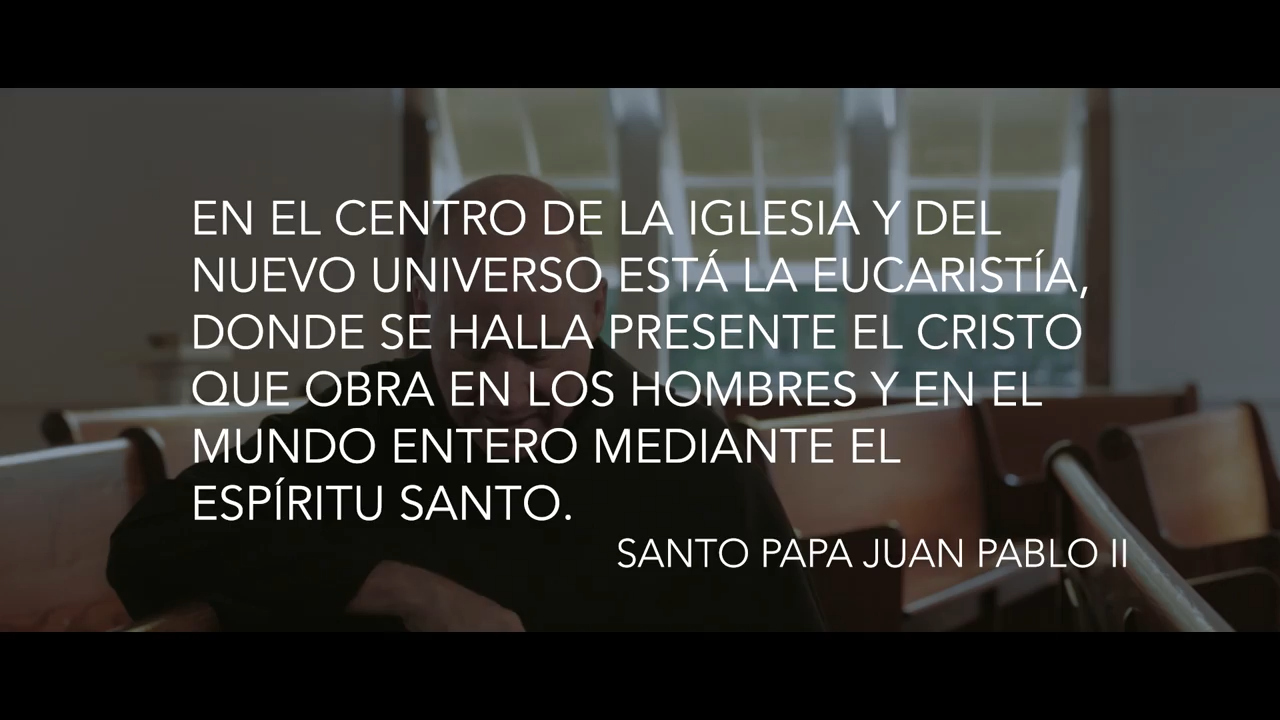 EN EL CENTRO DE LA IGLESIA Y DEL
NUEVO UNIVERSO ESTÁ LA EUCARISTÍA,
DONDE SE HALLA PRESENTE EL CRISTO
QUE OBRA EN LOS HOMBRES Y EN EL
MUNDO ENTERO MEDIANTE EL
ESPÍRITU SANTO.
SANTO PAPA JUAN PABLO II